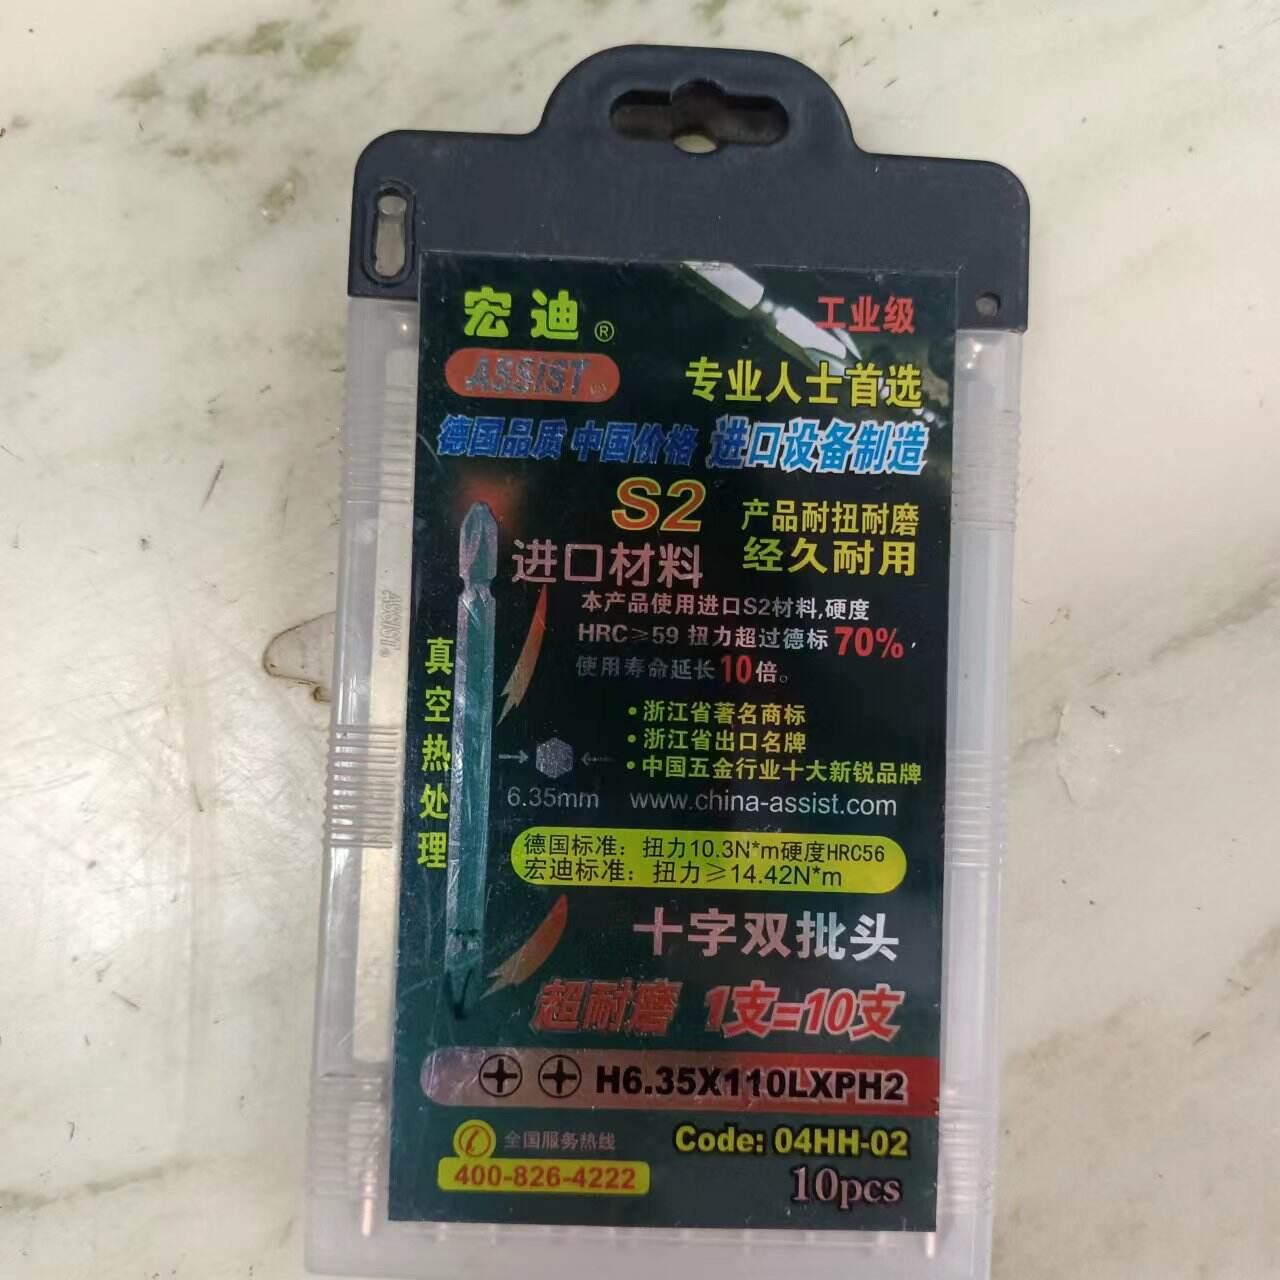 宏迪®
工业级
ASSiST
专业人士首选
德国品质 中国价格 进口设备制造
S2
进口材料
产品耐扭耐磨
经久耐用
本产品使用进口S2材料,硬度
HRC≥59 扭力超过德标70%,
使用寿命延长10倍。
真空热处理
ASSIST®
•浙江省著名商标
•浙江省出口名牌
•中国五金行业十大新锐品牌
6.35mm
www.china-assist.com
德国标准：扭力10.3N*m硬度HRC56
宏迪标准：扭力≥14.42N*m
十字双批头
超耐磨 1支=10支
H6.35X110LXPH2
全国服务热线
400-826-4222
Code: 04HH-02
10pcs